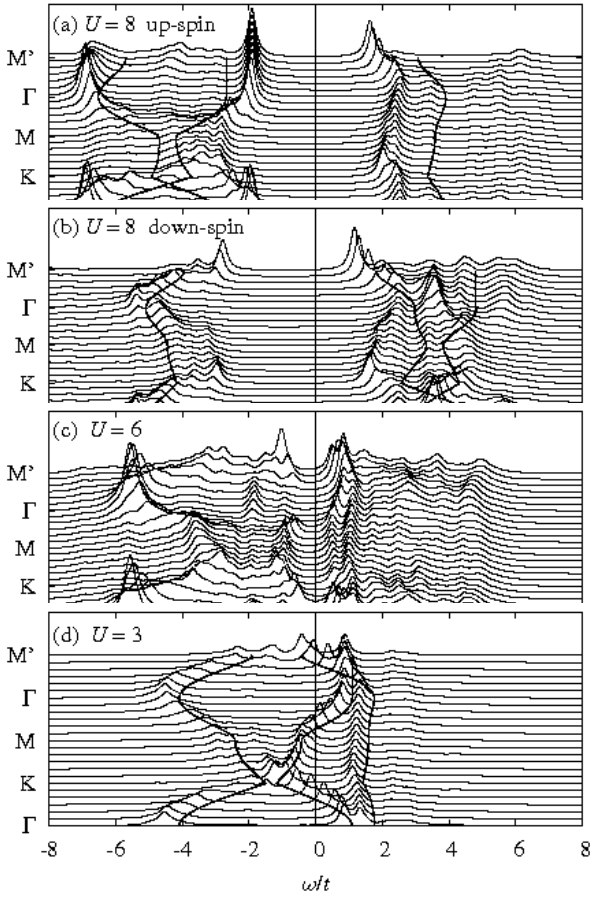 (a) U = 8 up-spin
M'
Γ
M
K
(b) U = 8 down-spin
M'
Γ
M
K
(c) U = 6
M'
Γ
M
K
(d) U = 3
M'
Γ
M
K
Γ
-8 -6 -4 -2 0 2 4 6 8
ω/t